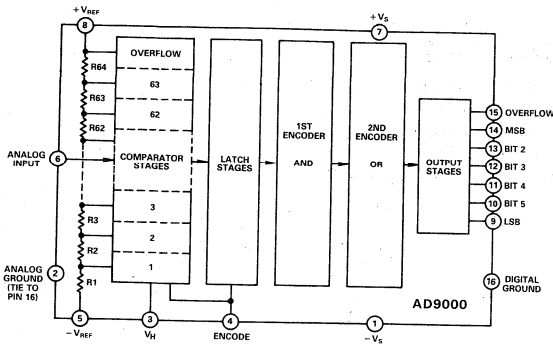 +VREF
8
+VS
7
OVERFLOW
R64
63
R63
62
R62
15 OVERFLOW
14 MSB
13 BIT 2
12 BIT 3
11 BIT 4
10 BIT 5
9 LSB
1ST
ENCODER
AND
2ND
ENCODER
OR
OUTPUT
STAGES
ANALOG
INPUT
6
COMPARATOR
STAGES
LATCH
STAGES
R3
3
R2
2
R1
1
ANALOG
GROUND
(TIE TO
PIN 16)
2
16
DIGITAL
GROUND
AD9000
5
-VREF
3
VH
4
ENCODE
1
-VS